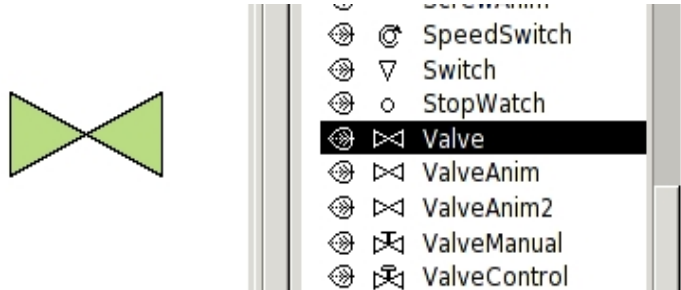 SpeedSwitch
Switch
StopWatch
Valve
ValveAnim
ValveAnim2
ValveManual
ValveControl